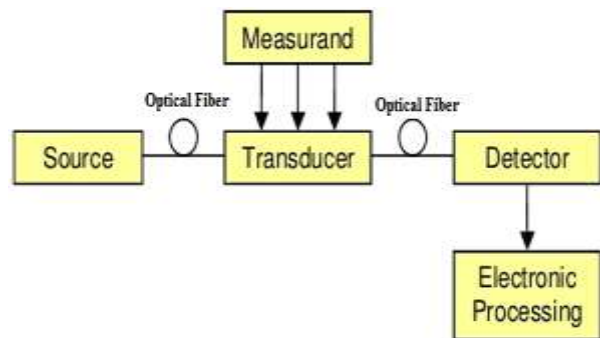 Measurand
Optical Fiber
Optical Fiber
Source
Transducer
Detector
Electronic
Processing